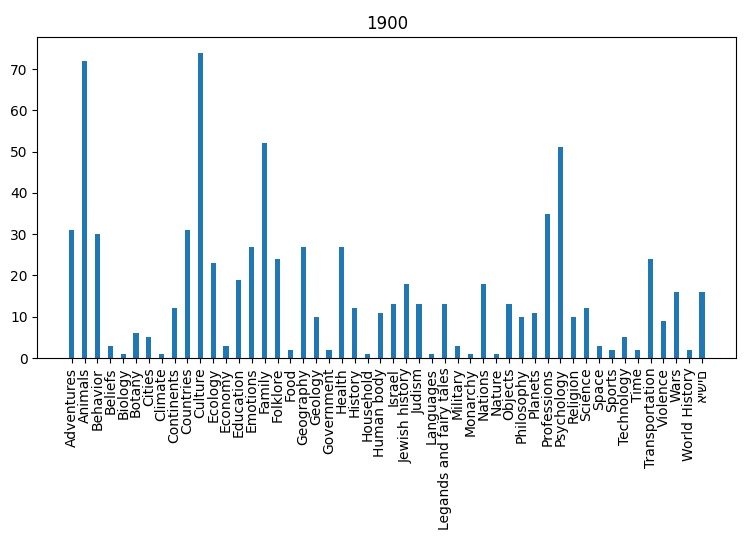 1900
70
60
50
40
30
20
10
0
Adventures
Animals
Behavior
Beliefs
Biology
Botany
Cities
Climate
Continents
Countries
Culture
Ecology
Economy
Education
Emotions
Family
Folklore
Food
Geography
Geology
Government
Health
History
Household
Human body
Israel
Jewish history
Judism
Languages
Legands and fairy tales
Military
Monarchy
Nations
Nature
Objects
Philosophy
Planets
Professions
Psychology
Religion
Science
Space
Sports
Technology
Time
Transportation
Violence
Wars
World History
אישים